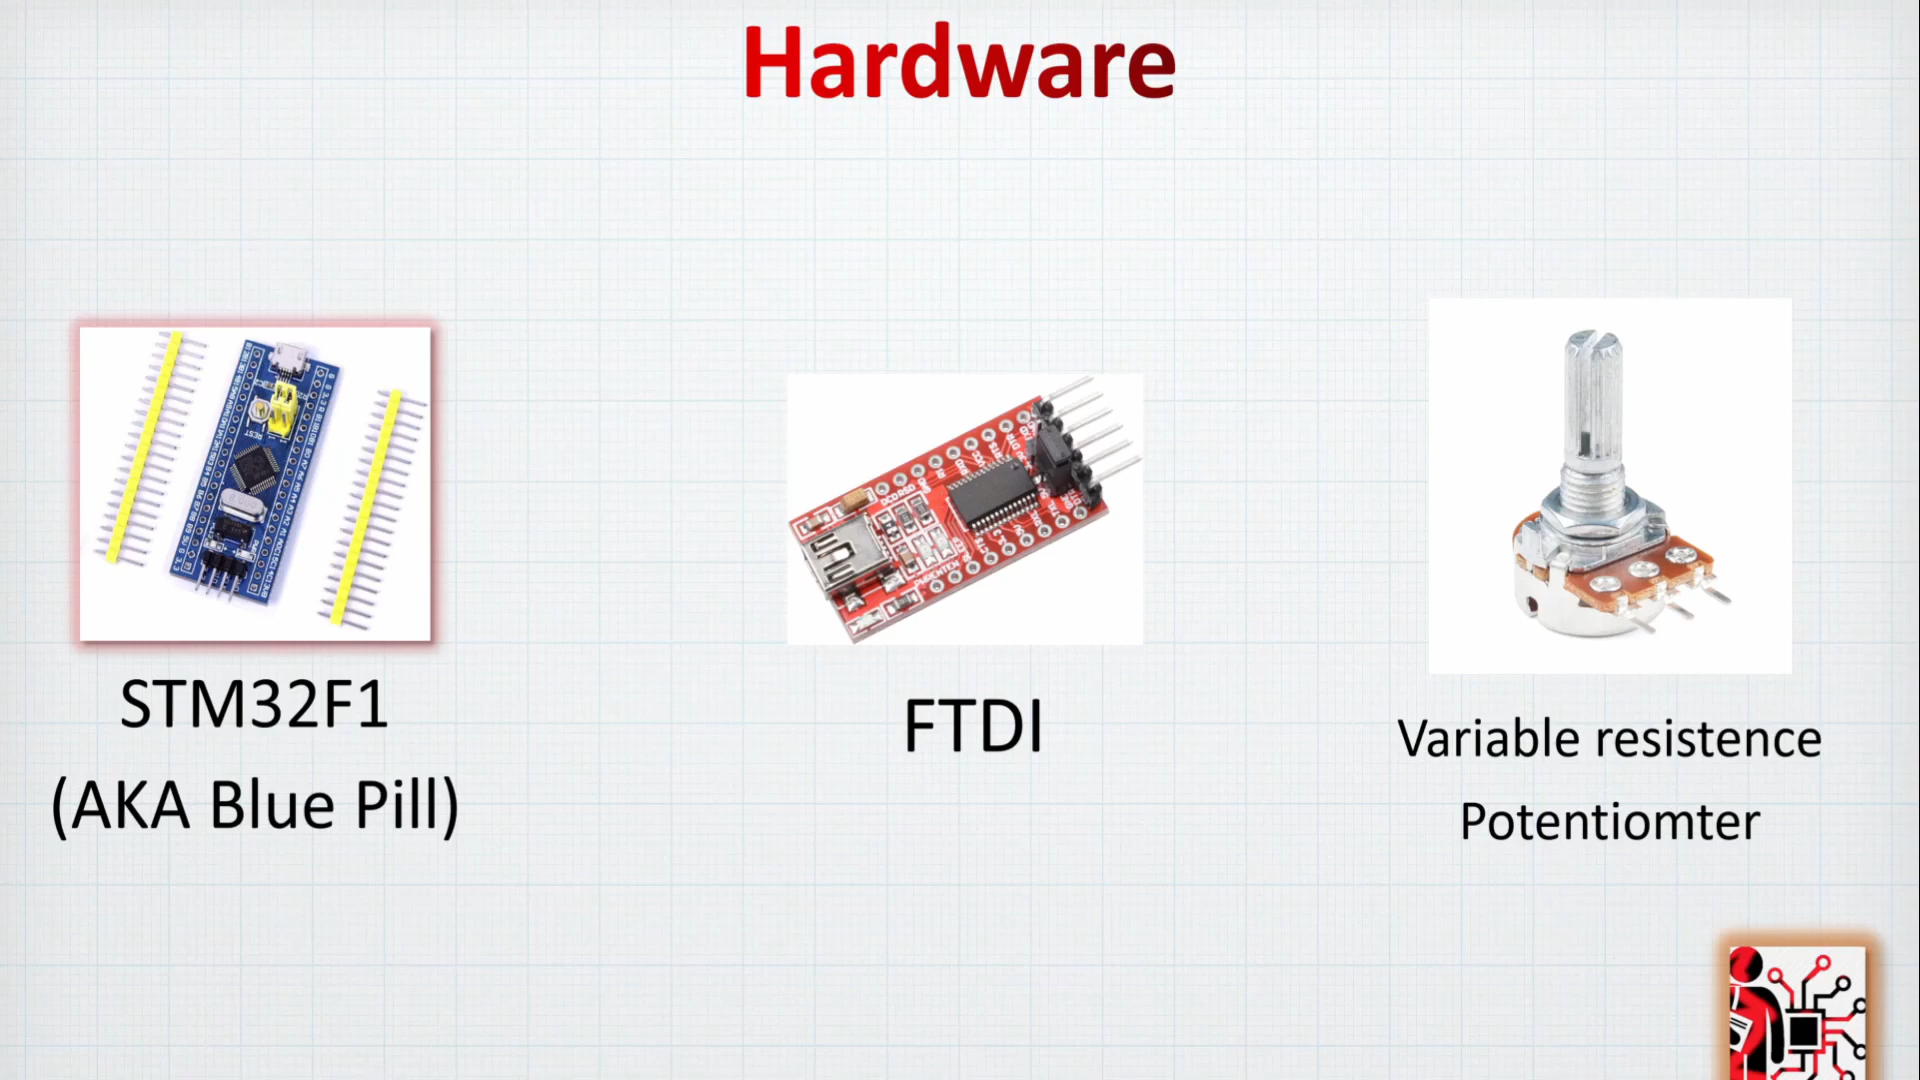 Hardware
STM32F1
(AKA Blue Pill)
FTDI
Variable resistence
Potentiomter